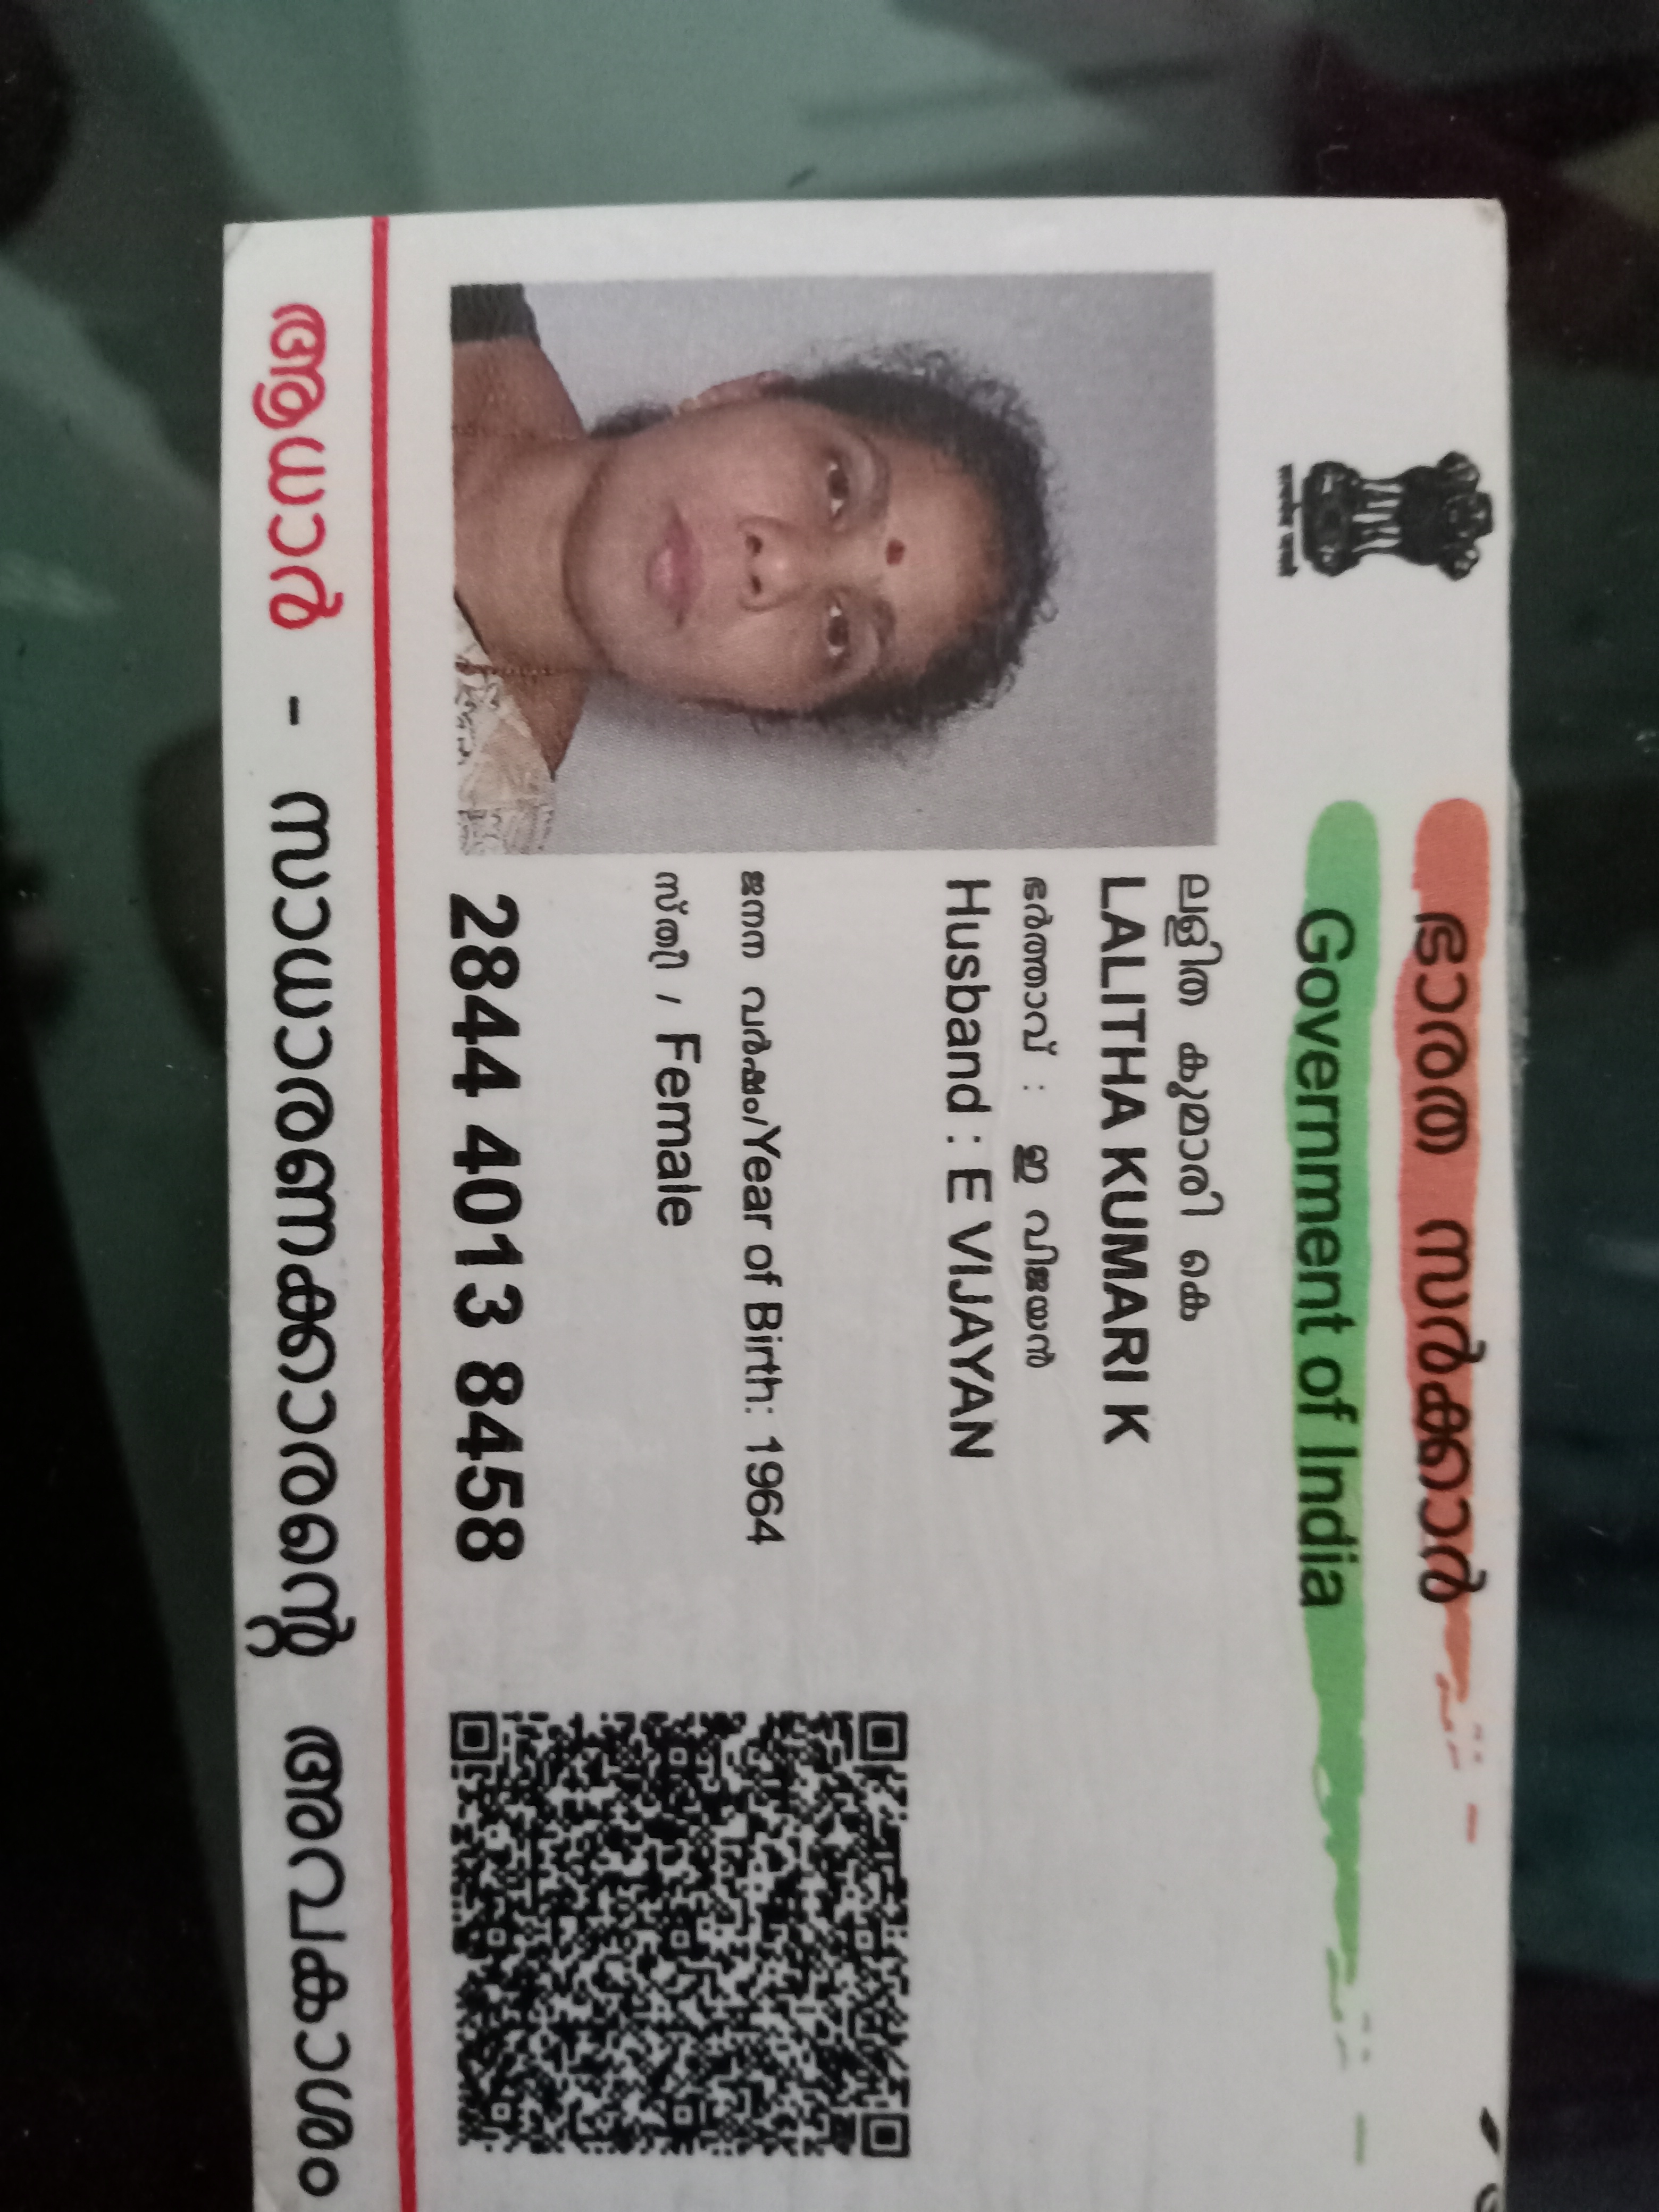 ഭാരത സർക്കാർ
Government of India
ലളിത കുമാരി കെ
LALITHA KUMARI K
ഭർത്താവ് : ഇ വിജയൻ
Husband : E VIJAYAN
ജനന വർഷം/Year of Birth: 1964
സ്ത്രീ / Female
2844 4013 8458
ആധാർ - സാധാരണക്കാരന്റെ അവകാശം